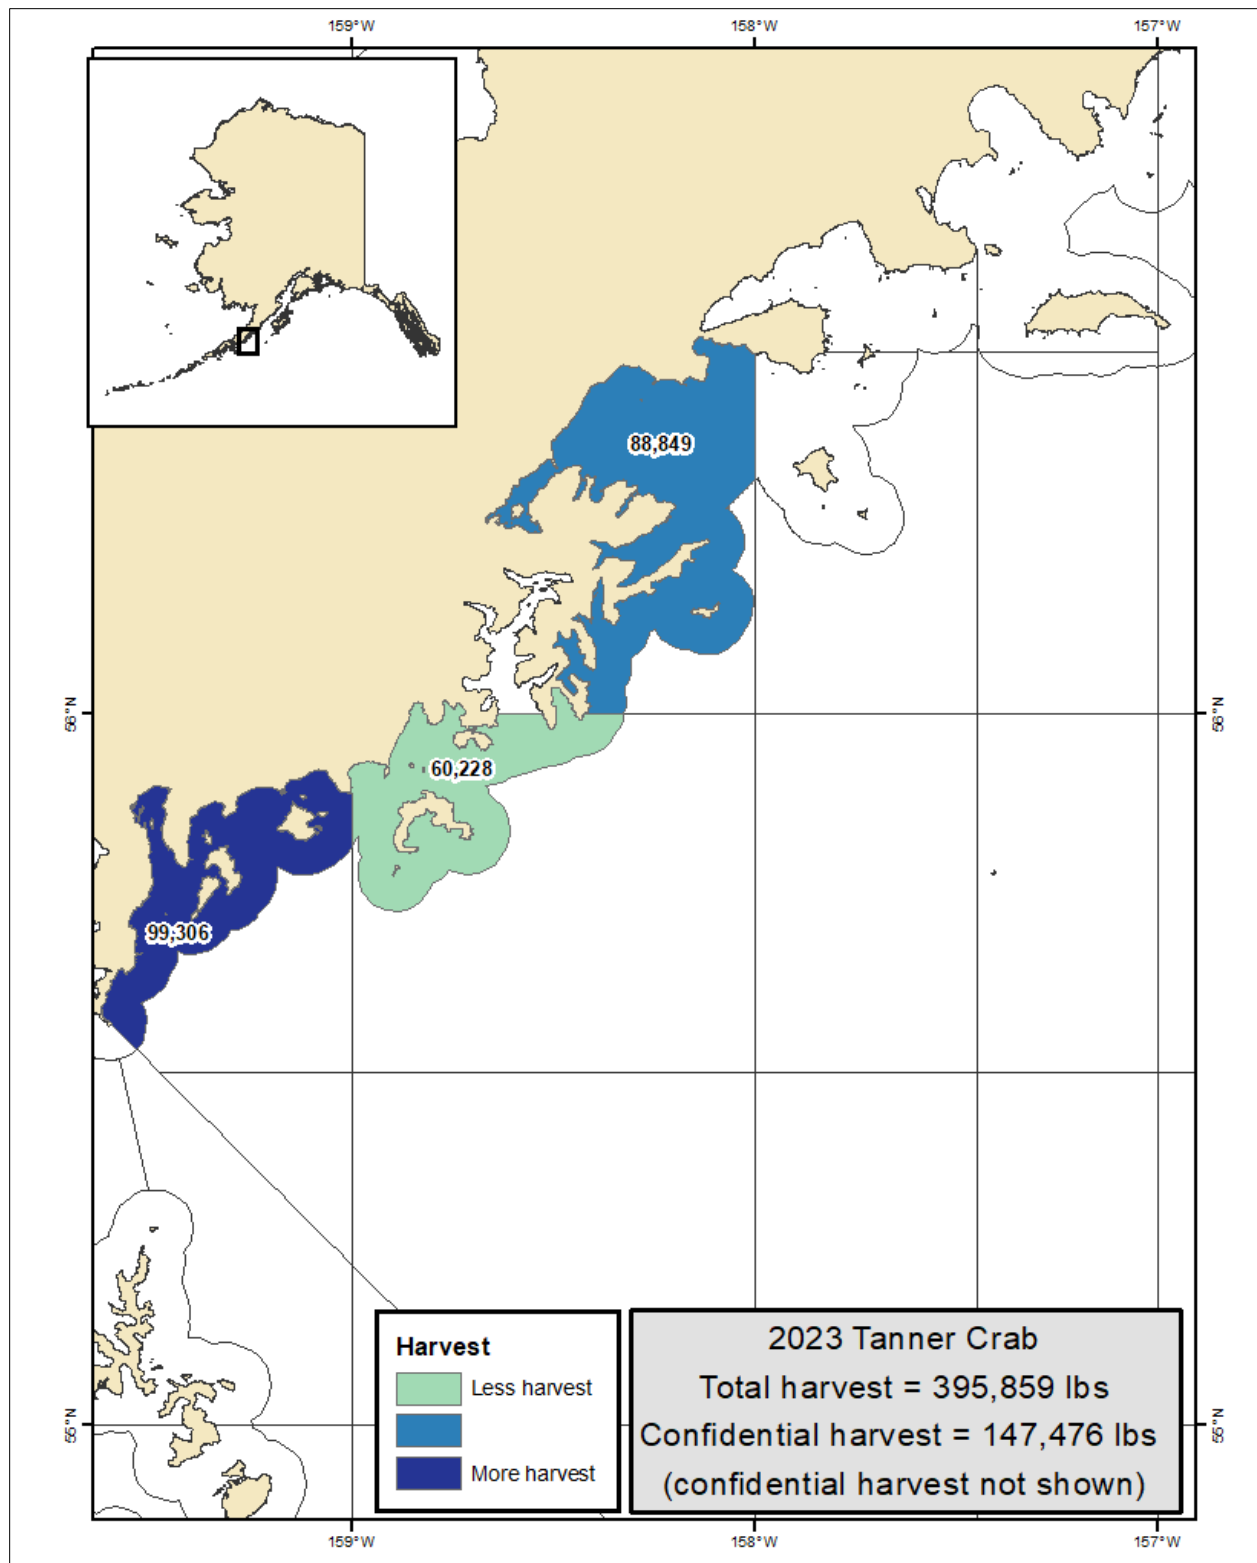 159°W
158°W
157°W
88,849
56°N
56°N
60,228
99,306
Harvest
Less harvest
More harvest
2023 Tanner Crab
Total harvest = 395,859 lbs
Confidential harvest = 147,476 lbs
(confidential harvest not shown)
55°N
55°N
159°W
158°W
157°W